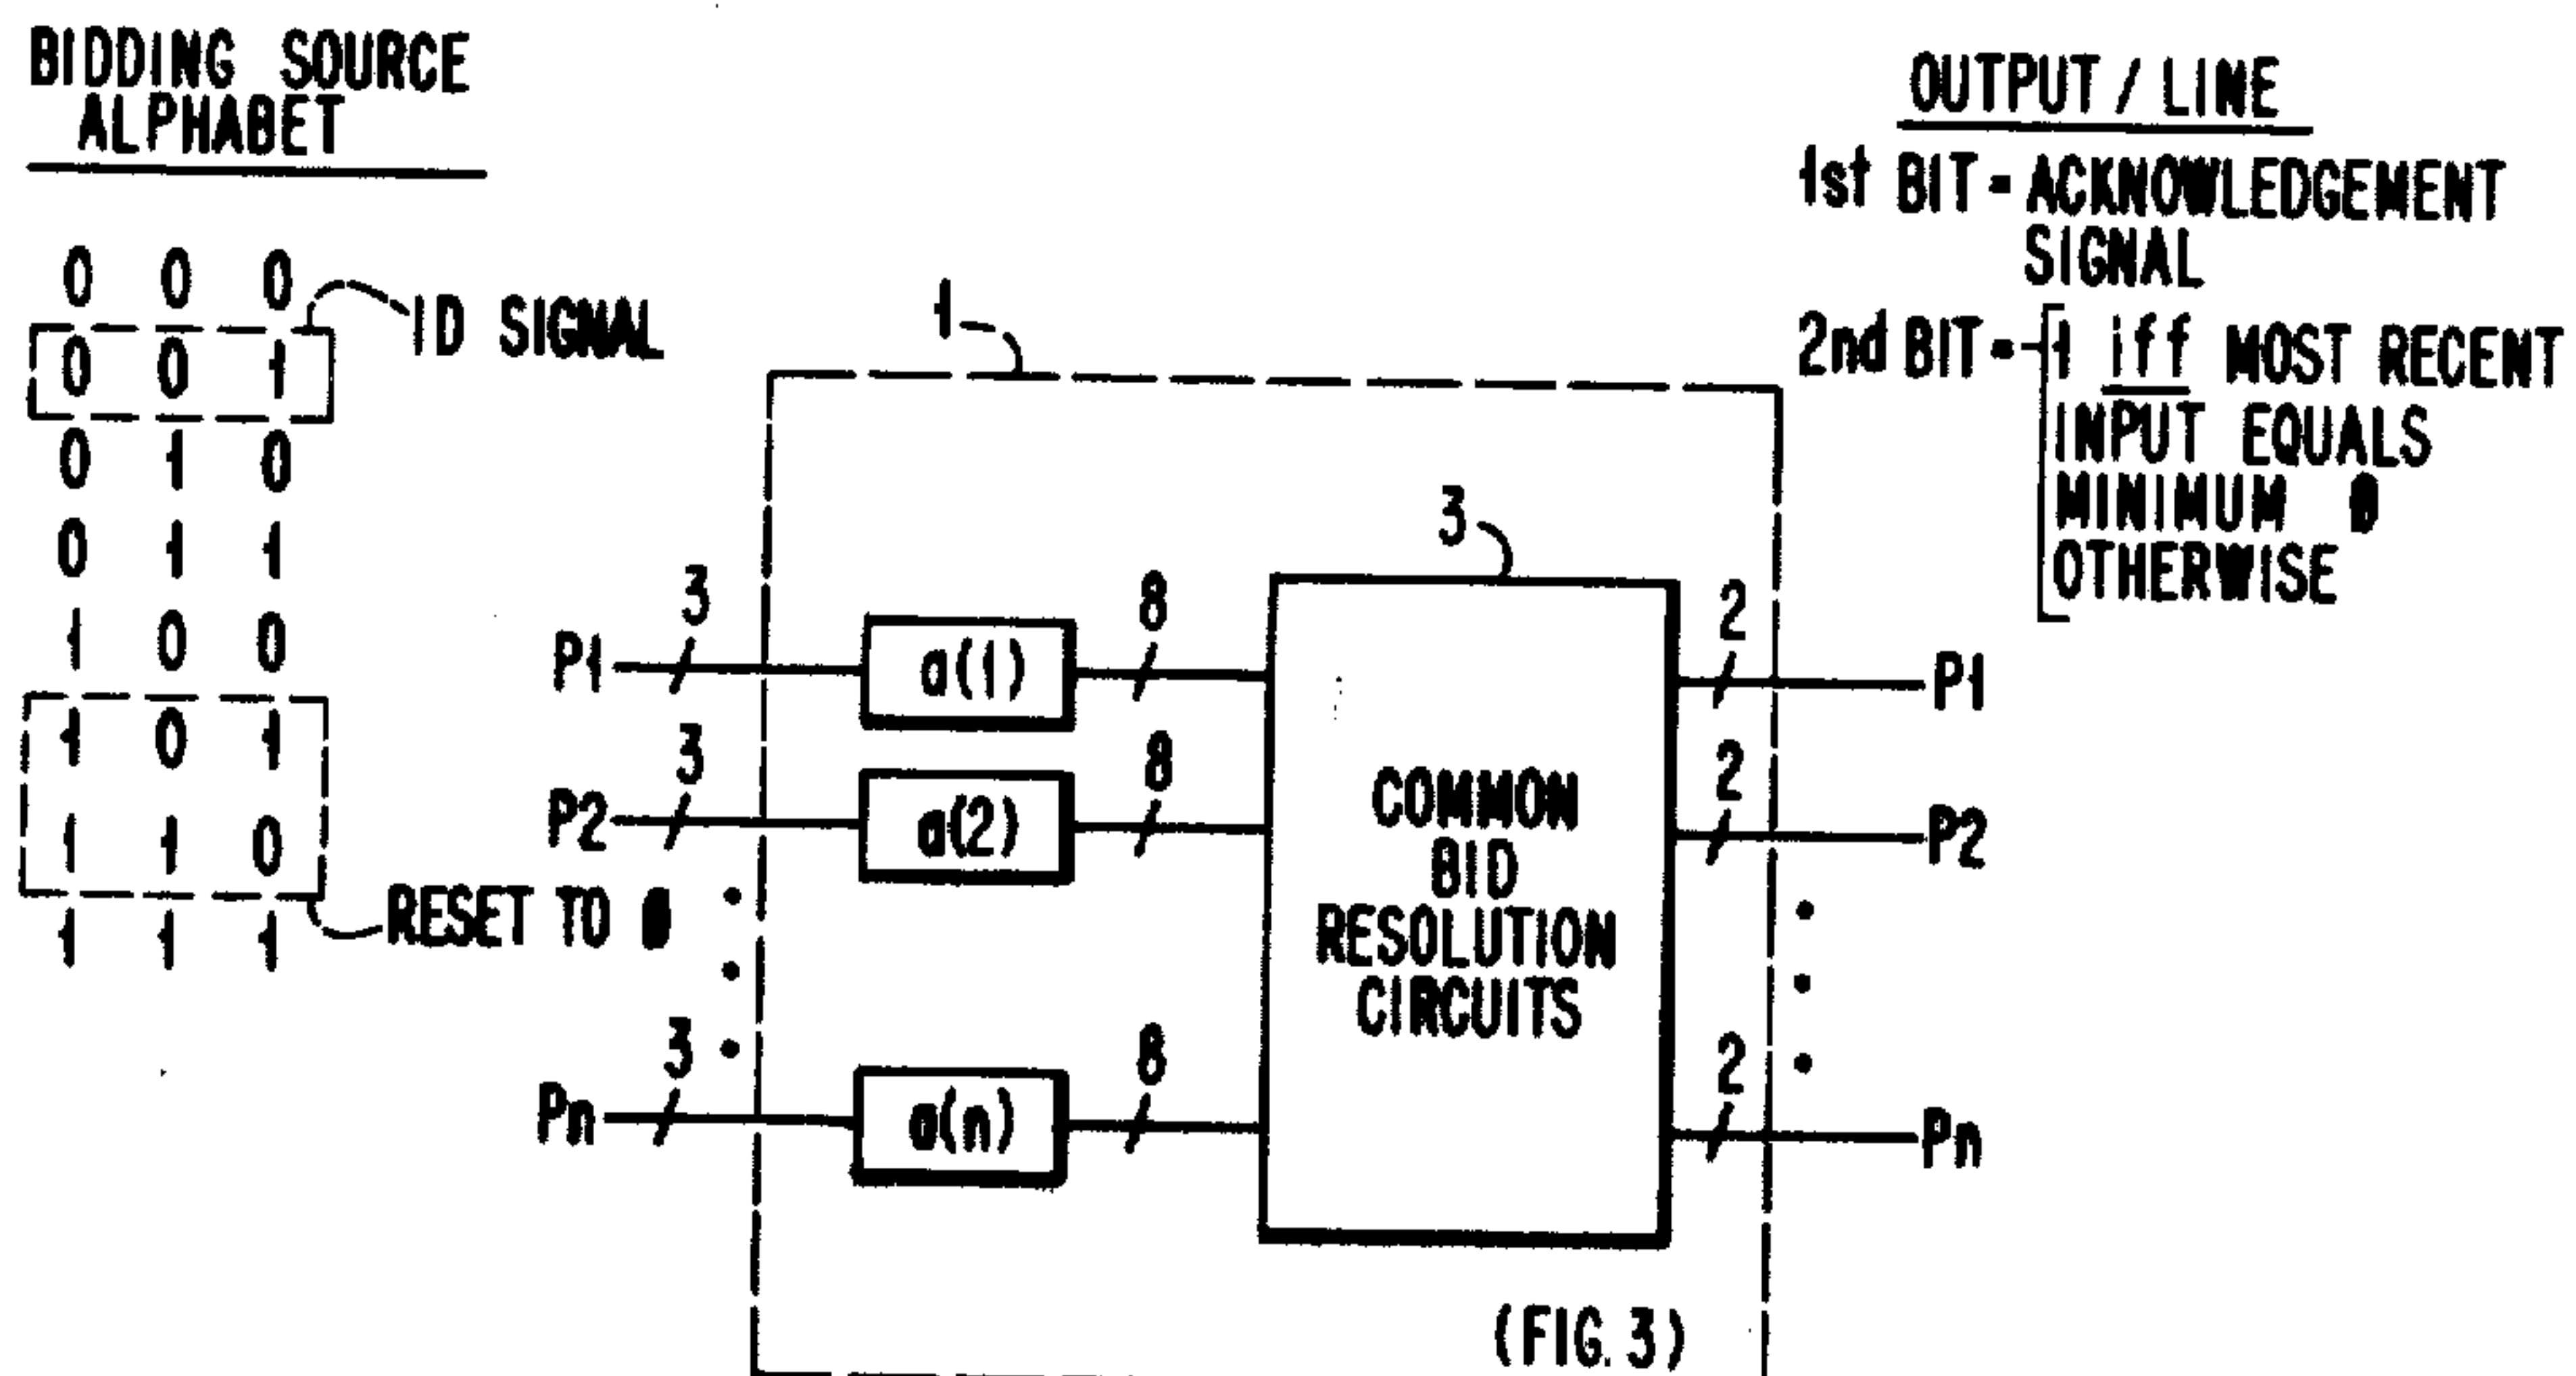 BIDDING SOURCE
ALPHABET
0 0 0
0 0 1
ID SIGNAL
0 1 0
0 1 1
1 0 0
1 0 1
1 1 0
RESET TO 0
1 1 1
1
3
P1
3
a(1)
8
2
P1
P2
3
a(2)
8
2
P2
COMMON
BID
RESOLUTION
CIRCUITS
Pn
3
a(n)
8
2
Pn
(FIG. 3)
OUTPUT / LINE
1st BIT = ACKNOWLEDGEMENT
SIGNAL
2nd BIT = 1 iff MOST RECENT
INPUT EQUALS
MINIMUM 0
OTHERWISE